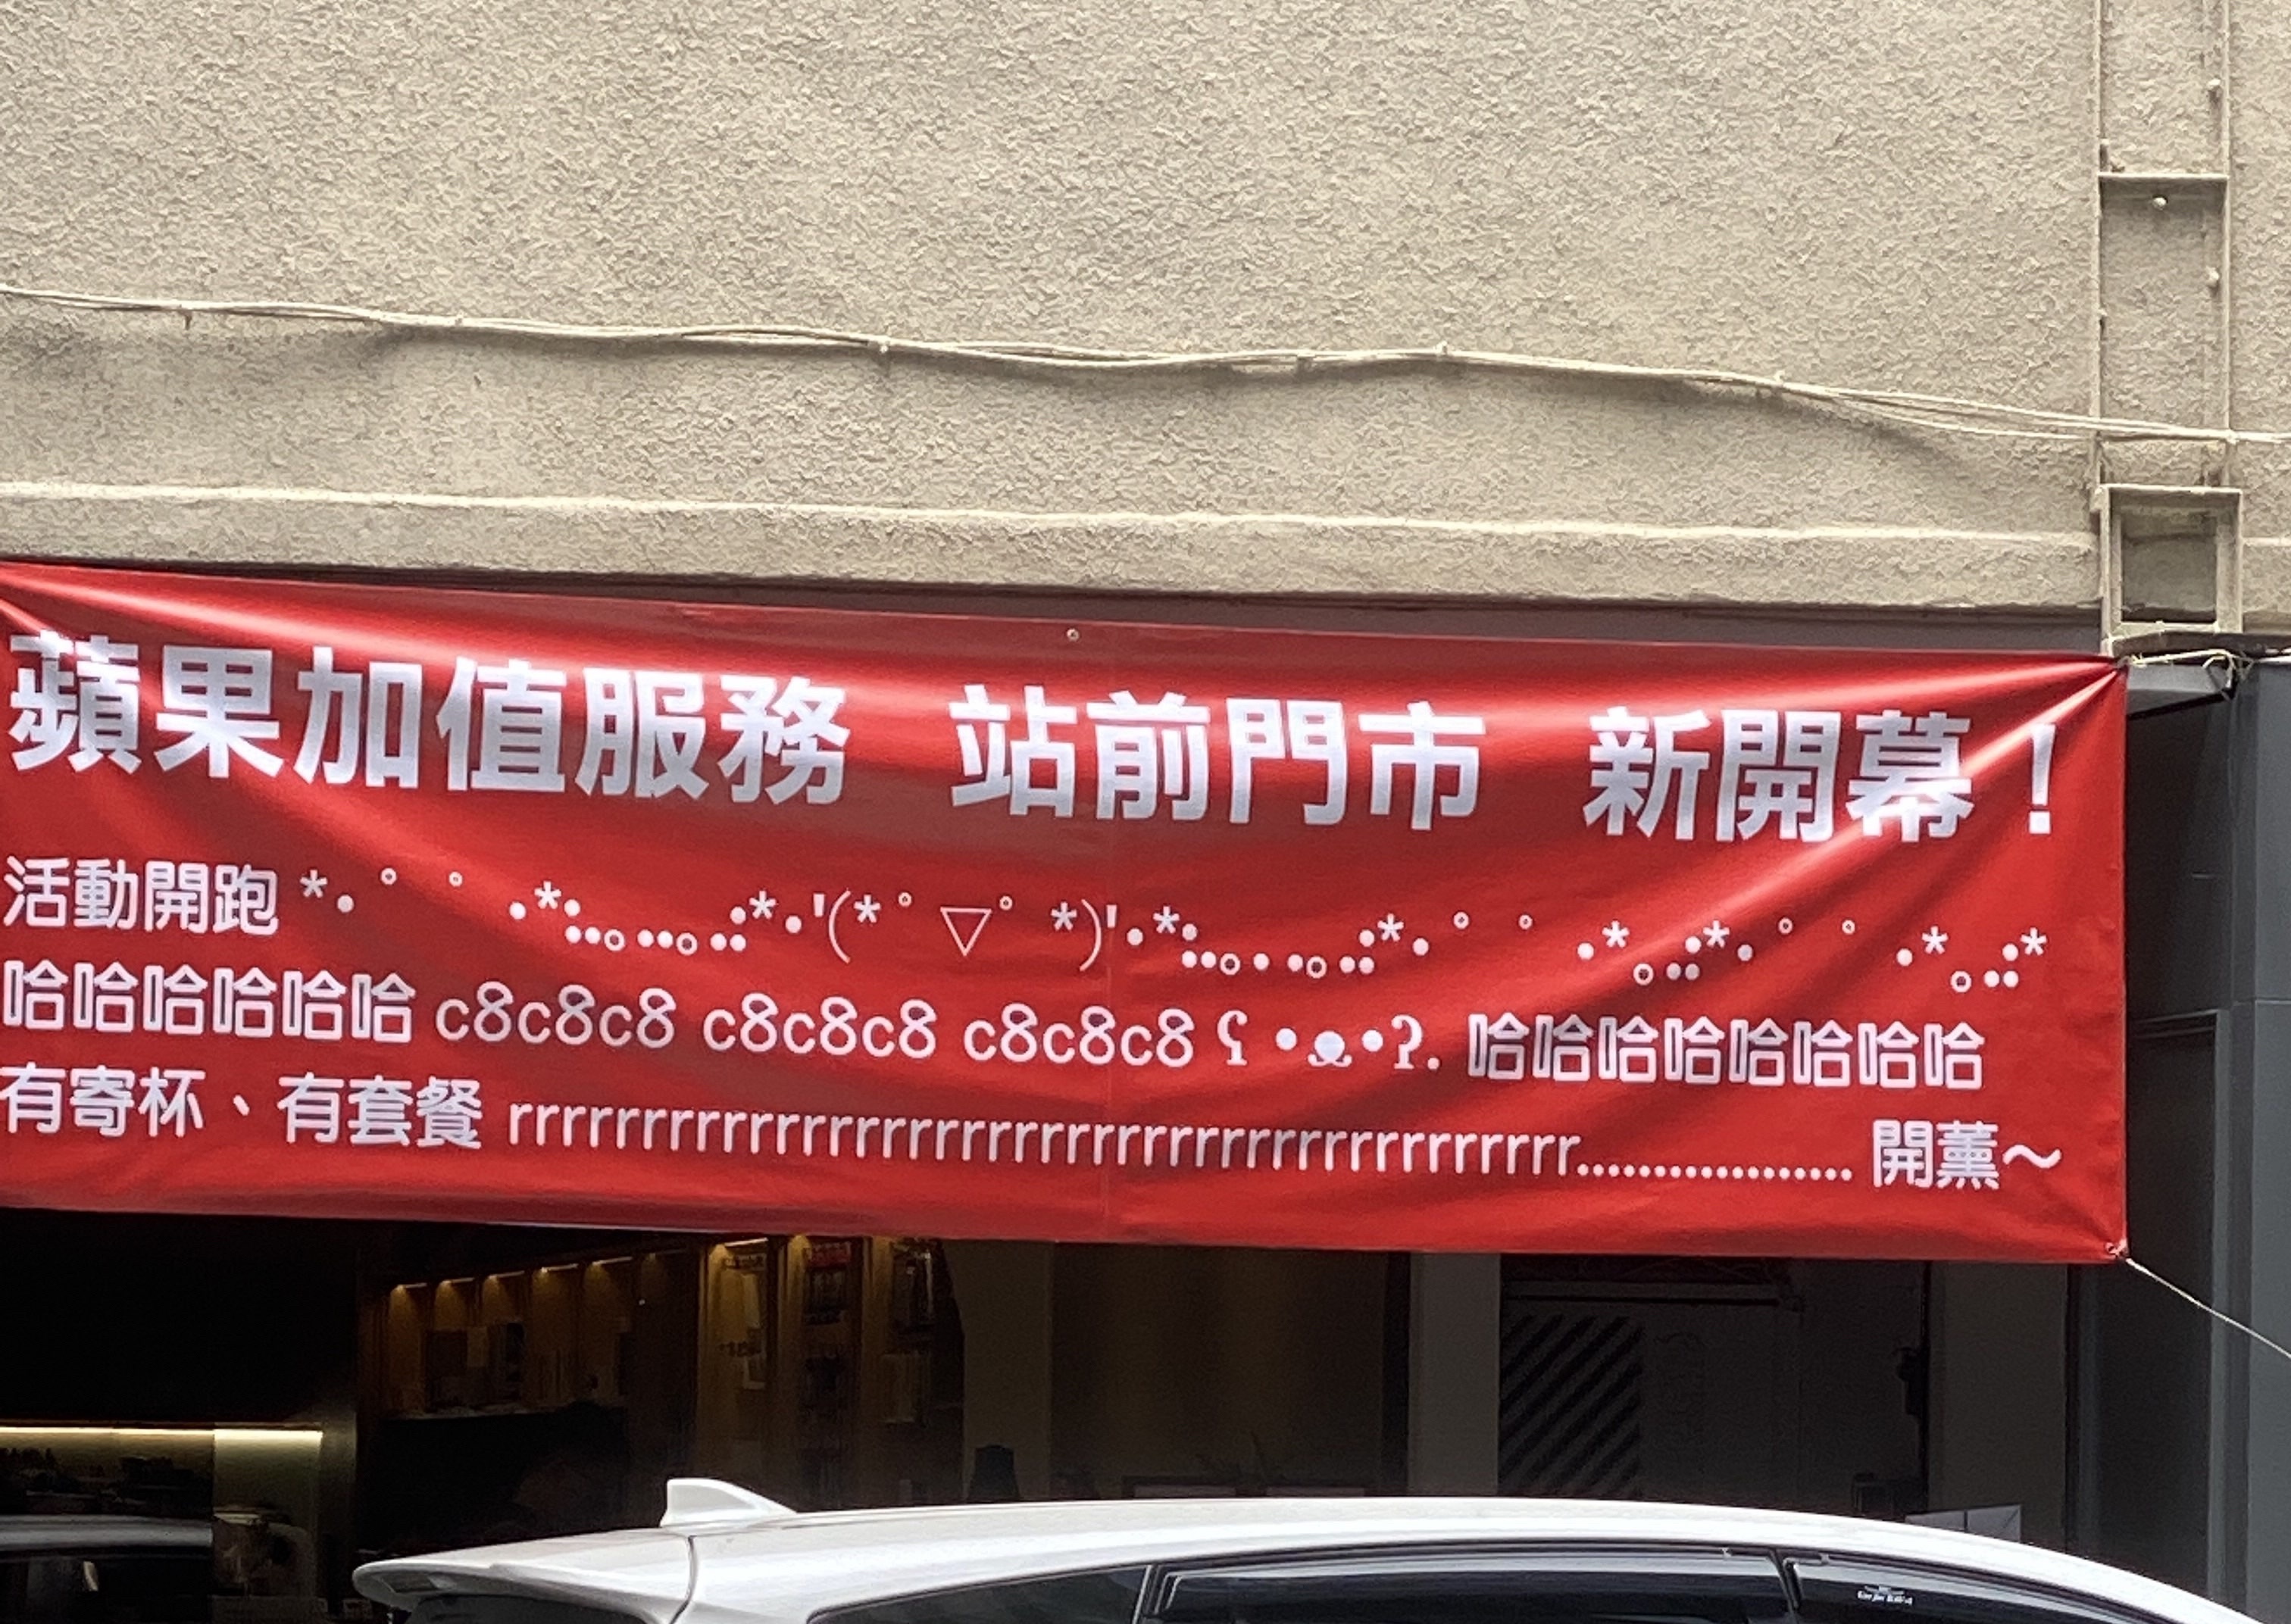 蘋果加值服務 站前門市 新開幕！
活動開跑 *•ﾟ ﾟ •*•.。..。.•*•'(*ﾟ▽ﾟ*)'•*•.。. .。.•*•ﾟ ﾟ •*。.•*•ﾟ ﾟ •*。.•*
哈哈哈哈哈哈 c8c8c8 c8c8c8 c8c8c8 ʕ •ᴥ•ʔ. 哈哈哈哈哈哈哈哈
有寄杯、有套餐 rrrrrrrrrrrrrrrrrrrrrrrrrrrrrrrrrrrrrrrr.................. 開薰～